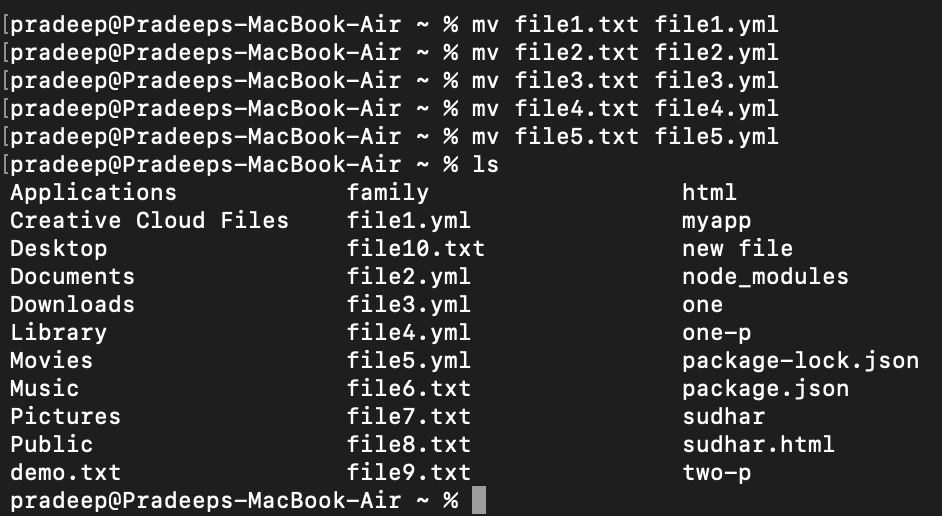 [pradeep@Pradeeps-MacBook-Air ~ % mv file1.txt file1.yml
[pradeep@Pradeeps-MacBook-Air ~ % mv file2.txt file2.yml
[pradeep@Pradeeps-MacBook-Air ~ % mv file3.txt file3.yml
[pradeep@Pradeeps-MacBook-Air ~ % mv file4.txt file4.yml
[pradeep@Pradeeps-MacBook-Air ~ % mv file5.txt file5.yml
[pradeep@Pradeeps-MacBook-Air ~ % ls
Applications family html
Creative Cloud Files file1.yml myapp
Desktop file10.txt new file
Documents file2.yml node_modules
Downloads file3.yml one
Library file4.yml one-p
Movies file5.yml package-lock.json
Music file6.txt package.json
Pictures file7.txt sudhar
Public file8.txt sudhar.html
demo.txt file9.txt two-p
pradeep@Pradeeps-MacBook-Air ~ %